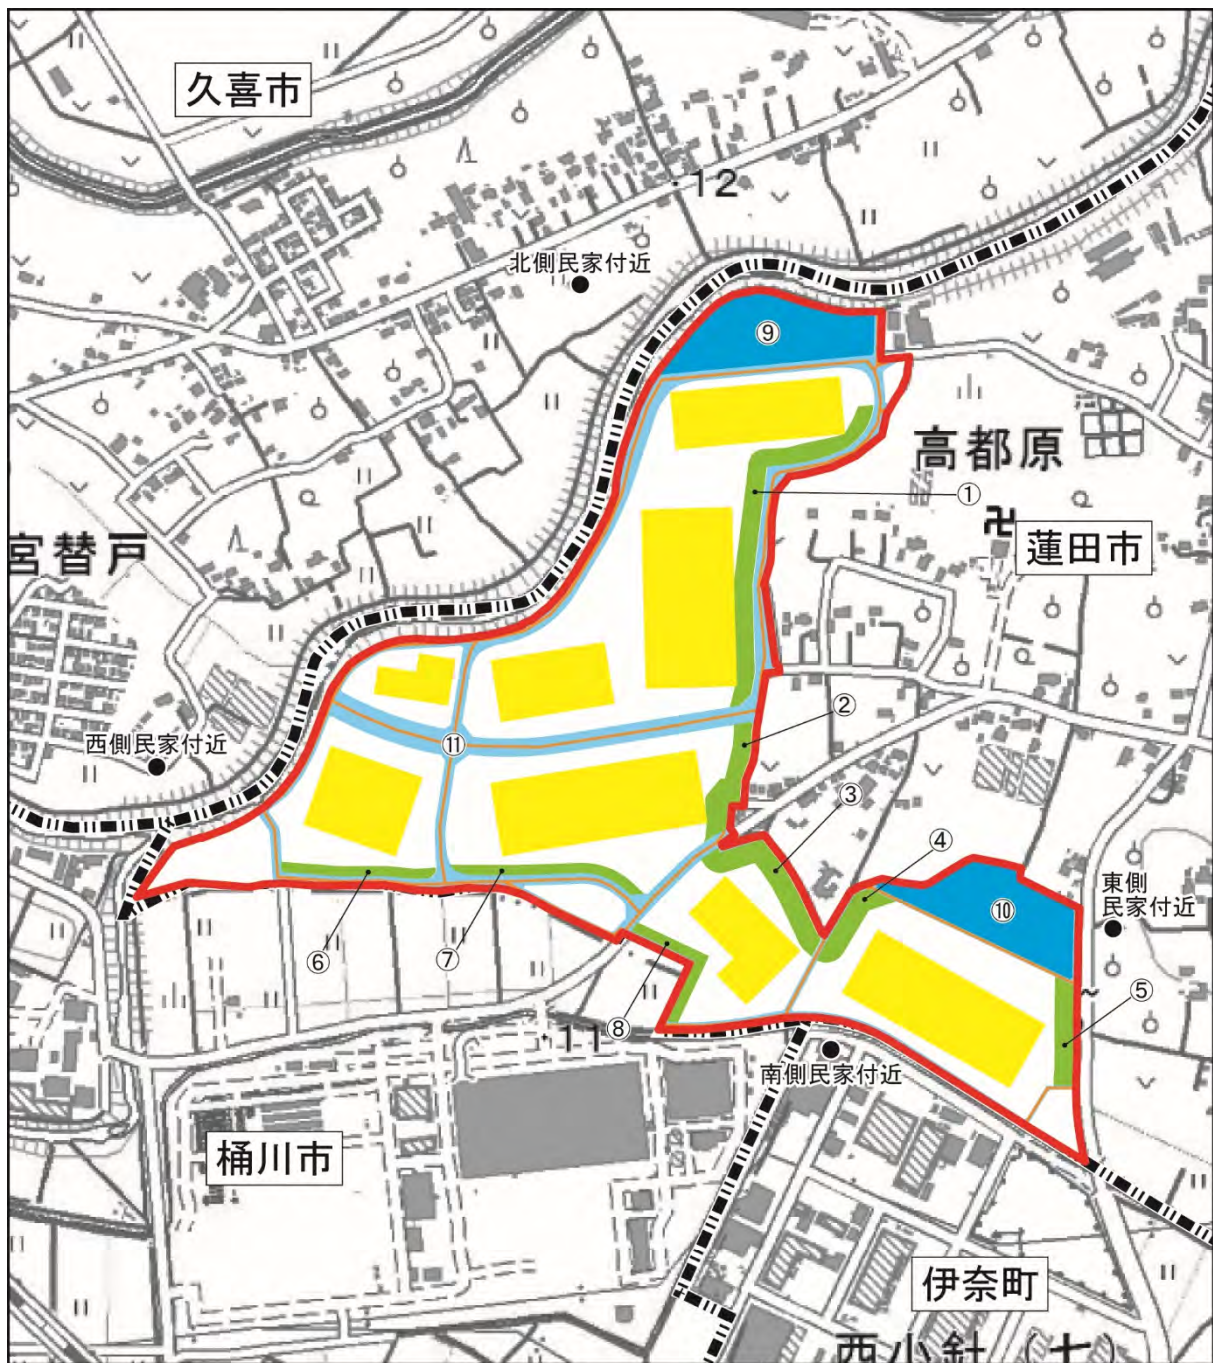 久喜市
12
北側民家付近
⑨
高都原
①
卍
蓮田市
宮替戸
②
西側民家付近
⑪
③
④
⑩
東側
民家付近
⑥
⑦
⑤
⑧
11
南側民家付近
桶川市
伊奈町
西小針(七)